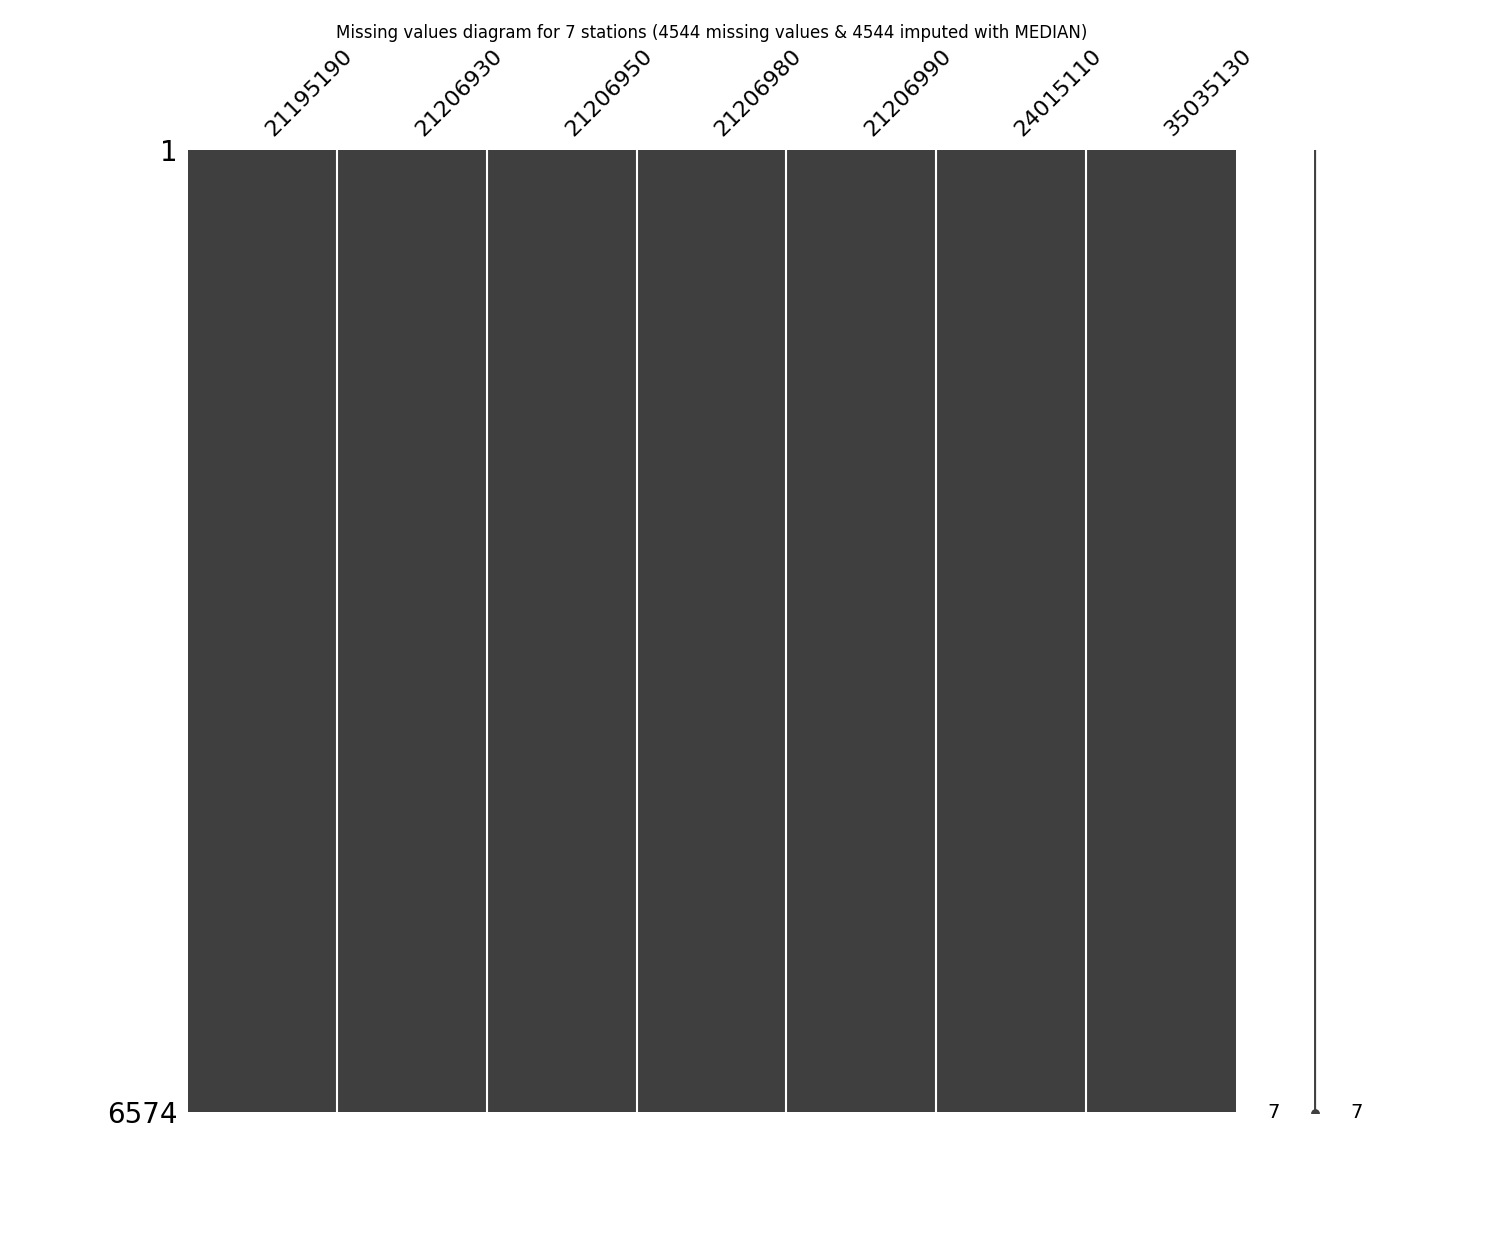 Missing values diagram for 7 stations (4544 missing values & 4544 imputed with MEDIAN)
21195190 21206930 21206950 21206980 21206990 24015110 35035130
1
6574 7 7